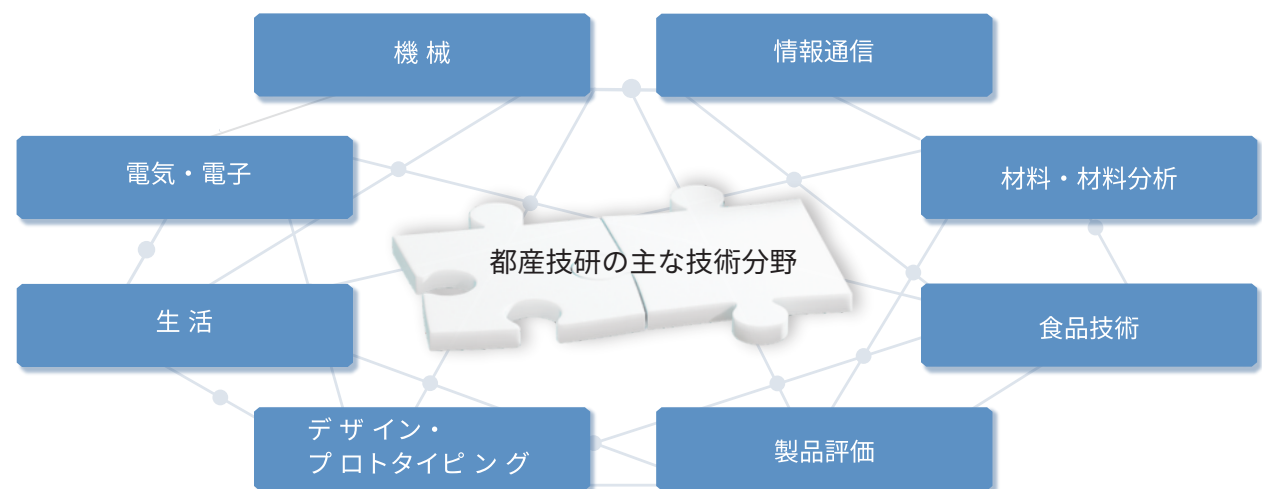 機械
情報通信
電気・電子
材料・材料分析
都産技研の主な技術分野
生活
食品技術
デザイン・
プロトタイピング
製品評価